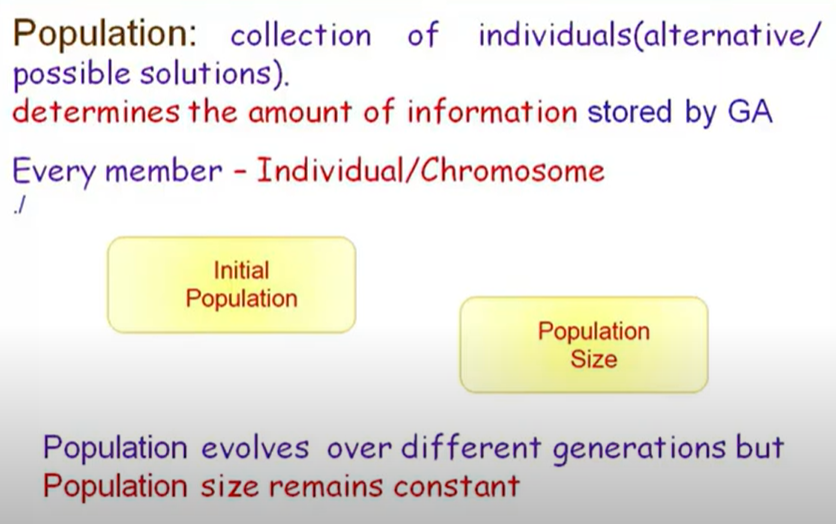 Population: collection of individuals(alternative/
possible solutions).
determines the amount of information stored by GA
Every member - Individual/Chromosome
./
Initial
Population
Population
Size
Population evolves over different generations but
Population size remains constant